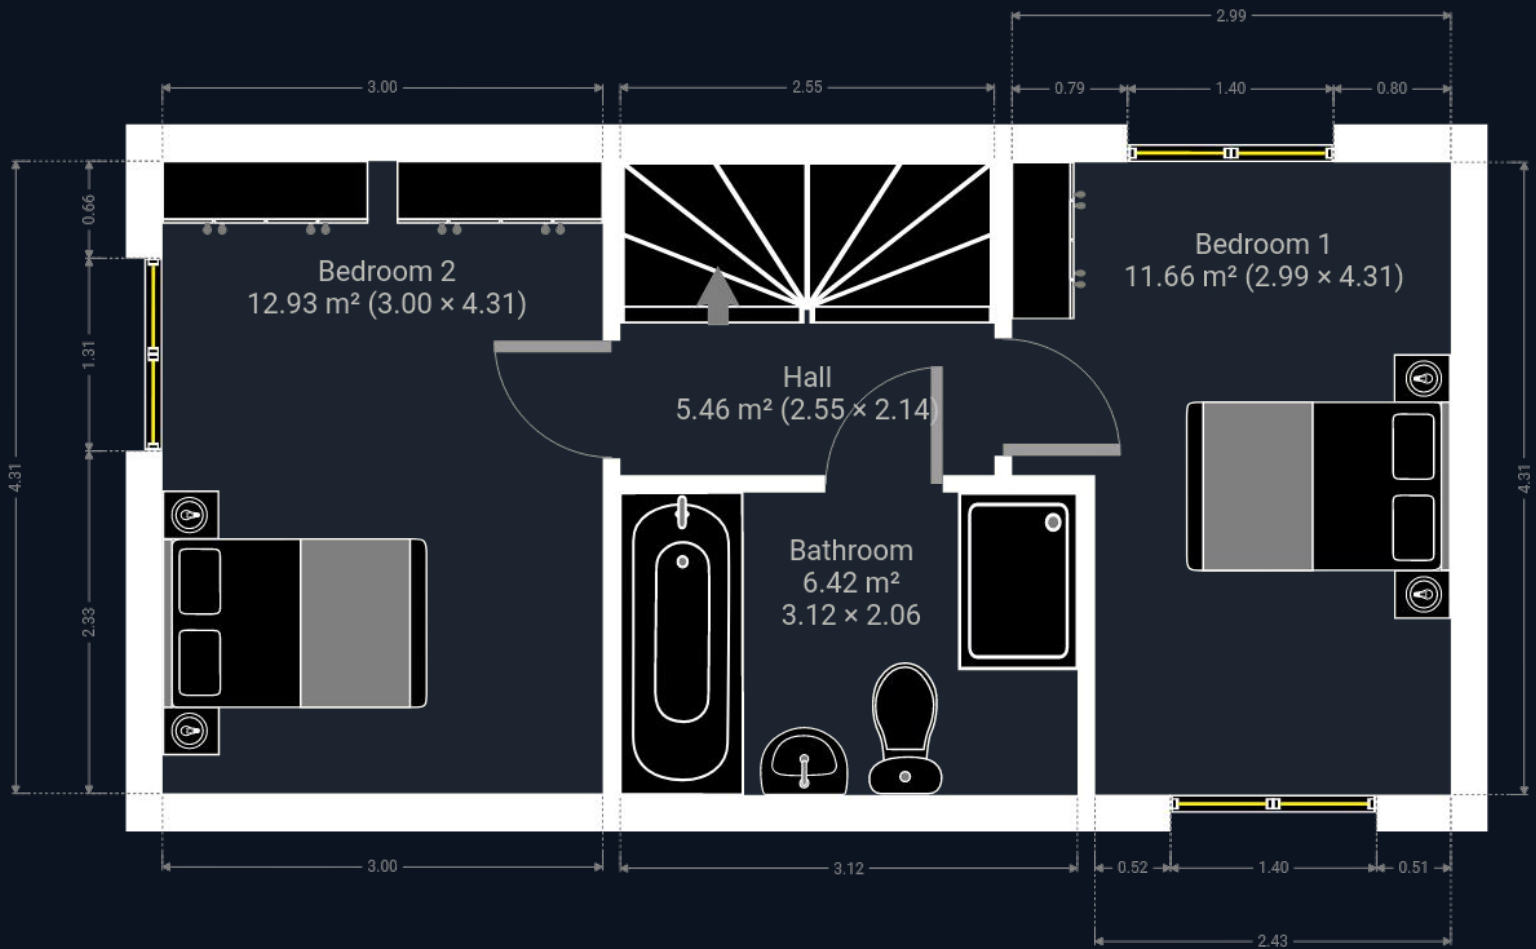 2.99
3.00
2.55
0.79
1.40
0.80
0.66
1.31
2.33
4.31
4.31
Bedroom 2
12.93 m² (3.00 × 4.31)
Bedroom 1
11.66 m² (2.99 × 4.31)
Hall
5.46 m² (2.55 × 2.14)
Bathroom
6.42 m²
3.12 × 2.06
3.00
3.12
0.52
1.40
0.51
2.43